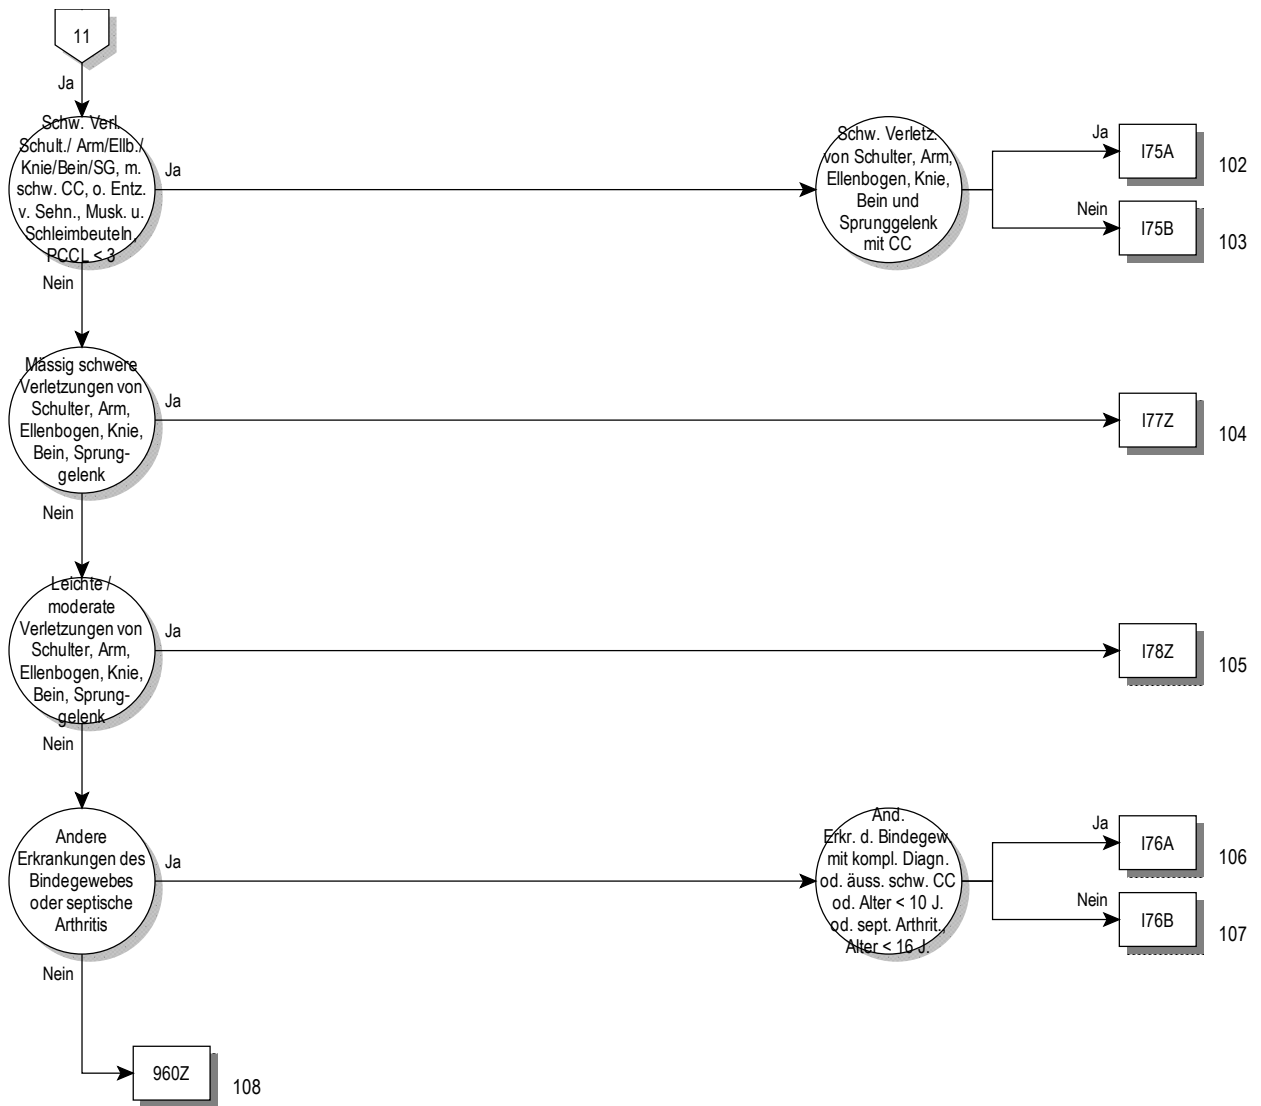 11
Ja
Schw. Verl.
Schult./ Arm/Ellb./
Knie/Bein/SG, m.
schw. CC, o. Entz.
v. Sehn., Musk. u.
Schleimbeuteln,
PCCL < 3
Ja
Schw. Verletz.
von Schulter, Arm,
Ellenbogen, Knie,
Bein und
Sprunggelenk
mit CC
Ja
I75A
102
Nein
I75B
103
Nein
Mässig schwere
Verletzungen von
Schulter, Arm,
Ellenbogen, Knie,
Bein, Sprung-
gelenk
Ja
I77Z
104
Nein
Leichte /
moderate
Verletzungen von
Schulter, Arm,
Ellenbogen, Knie,
Bein, Sprung-
gelenk
Ja
I78Z
105
Nein
Andere
Erkrankungen des
Bindegewebes
oder septische
Arthritis
Ja
And.
Erkr. d. Bindegew.
mit kompl. Diagn.
od. äuss. schw. CC
od. Alter < 10 J.
od. sept. Arthrit.,
Alter < 16 J.
Ja
I76A
106
Nein
I76B
107
Nein
960Z
108